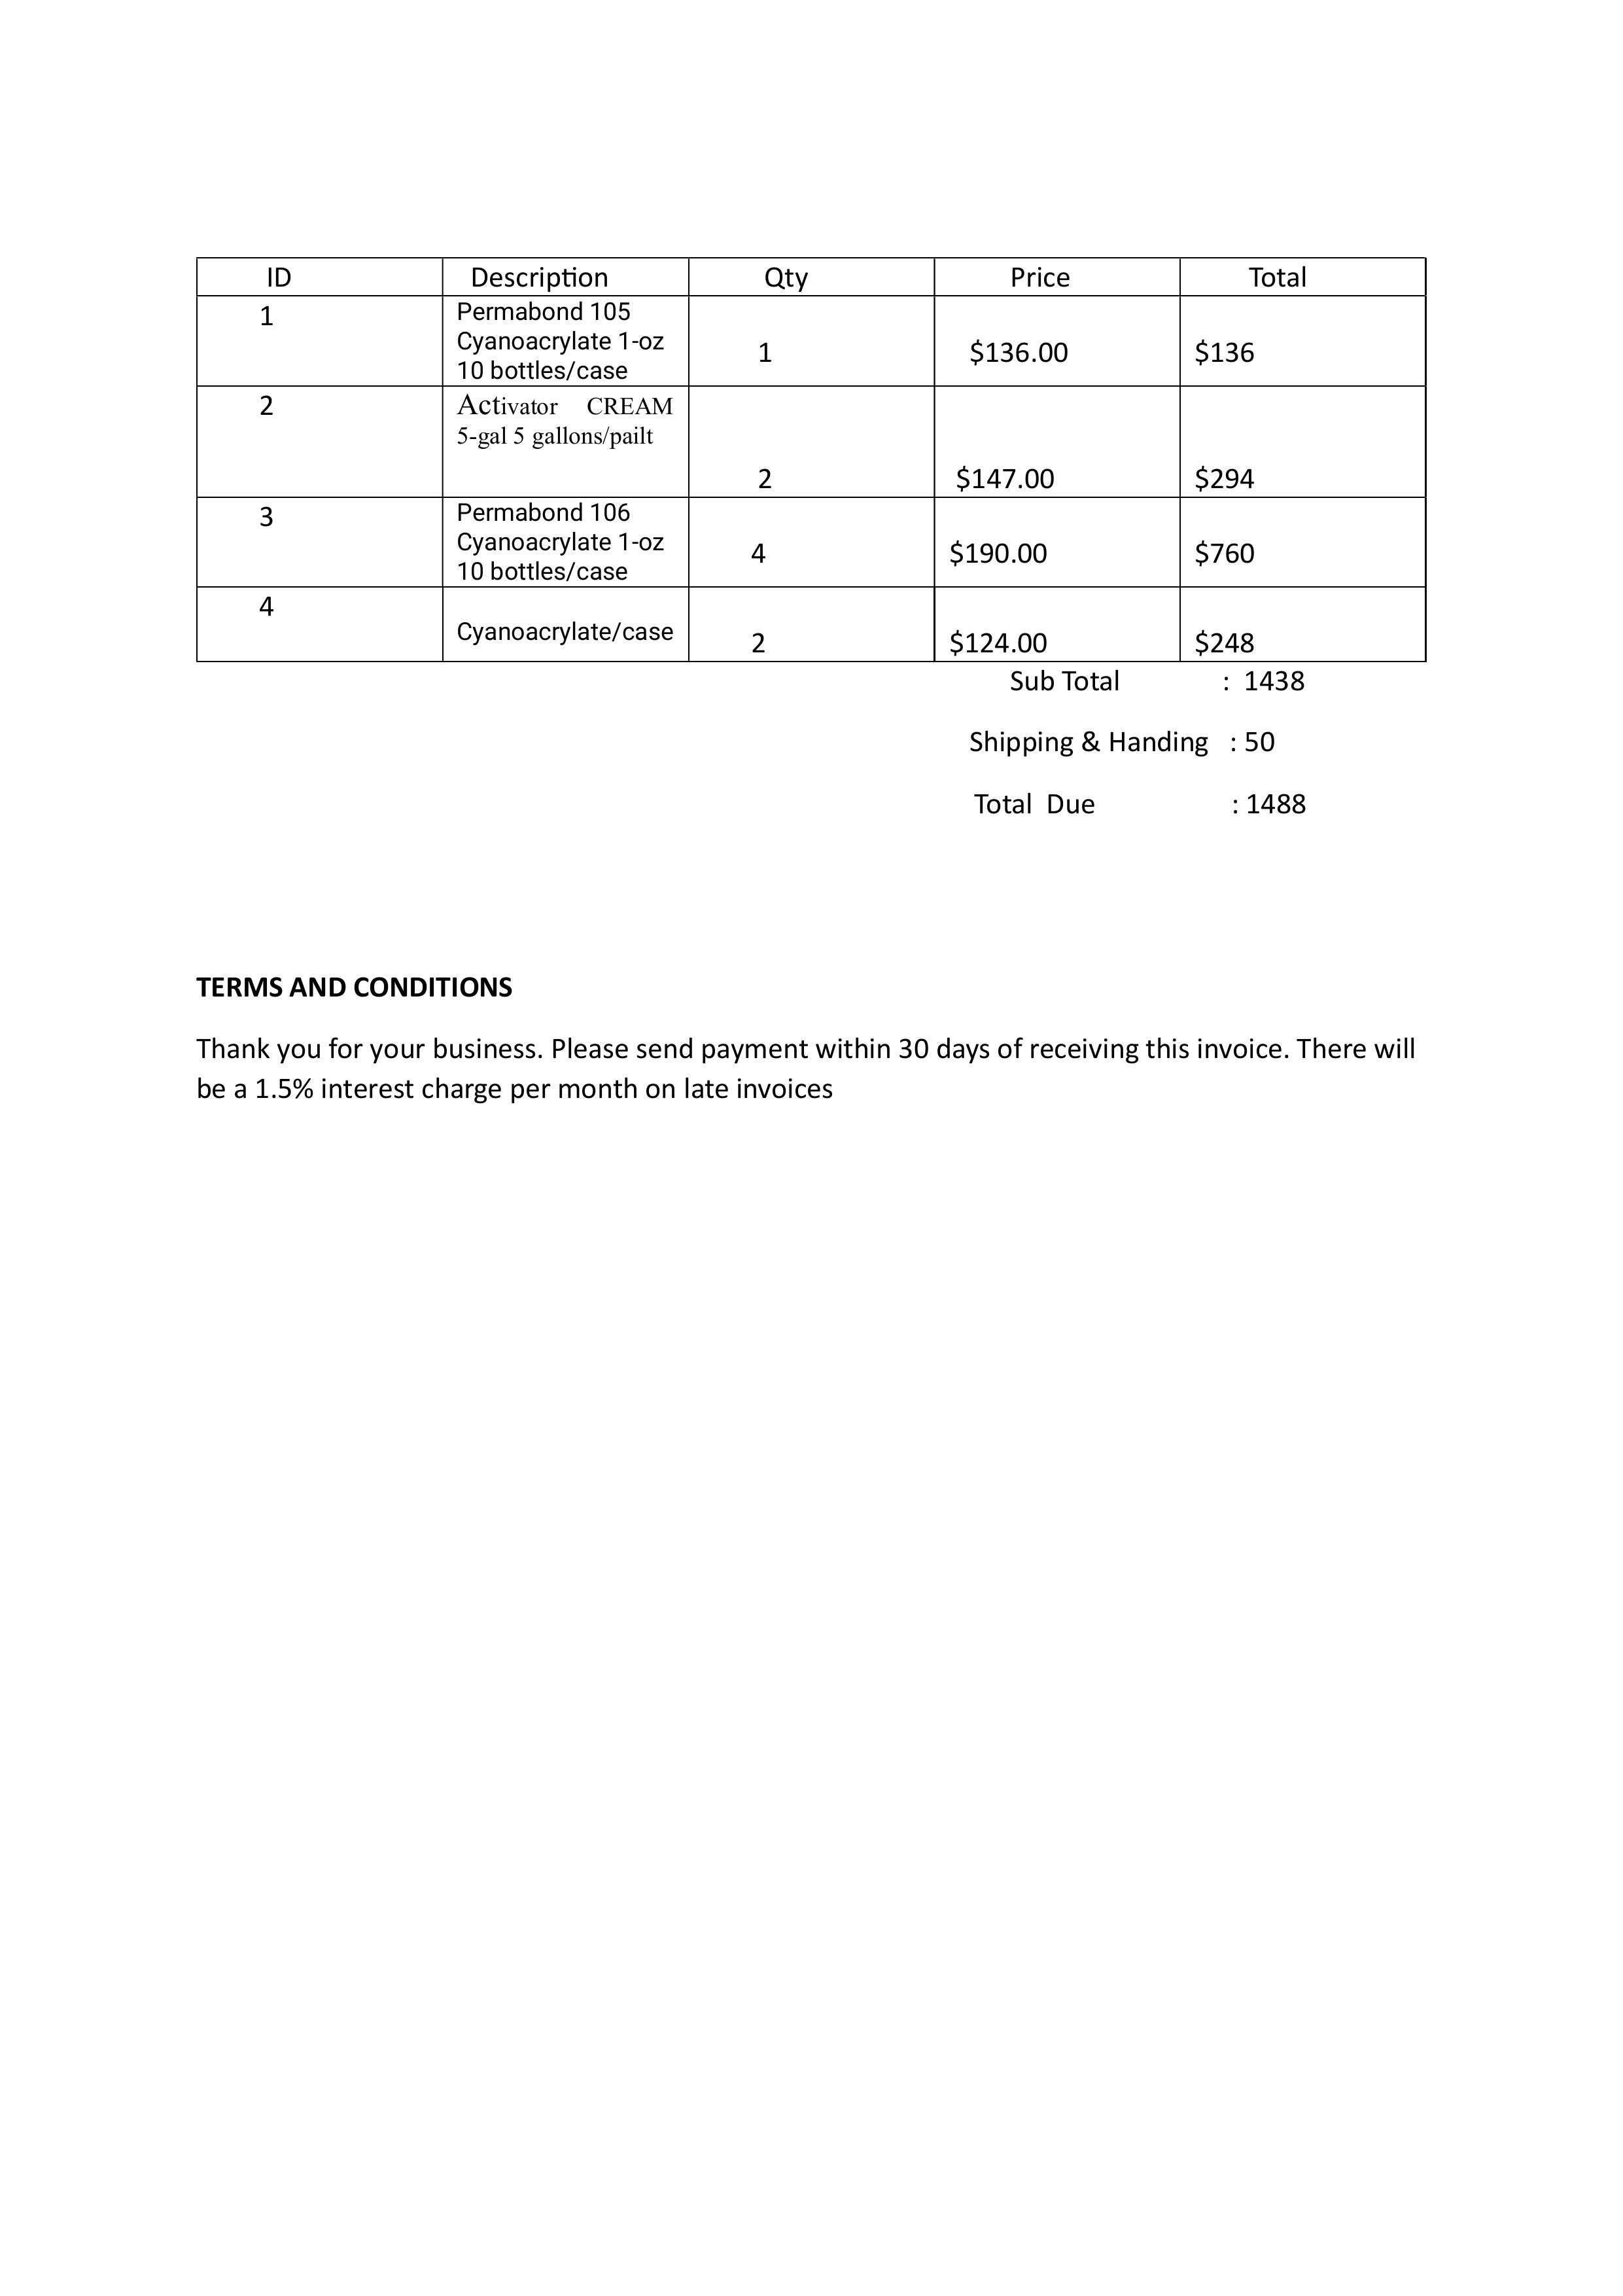 ID Description Qty Price Total
1 Permabond 105
Cyanoacrylate 1-oz
10 bottles/case 1 $136.00 $136
2 Activator CREAM
5-gal 5 gallons/pailt
2 $147.00 $294
3 Permabond 106
Cyanoacrylate 1-oz
10 bottles/case 4 $190.00 $760
4
Cyanoacrylate/case 2 $124.00 $248
Sub Total : 1438
Shipping & Handing : 50
Total Due : 1488
TERMS AND CONDITIONS
Thank you for your business. Please send payment within 30 days of receiving this invoice. There will
be a 1.5% interest charge per month on late invoices